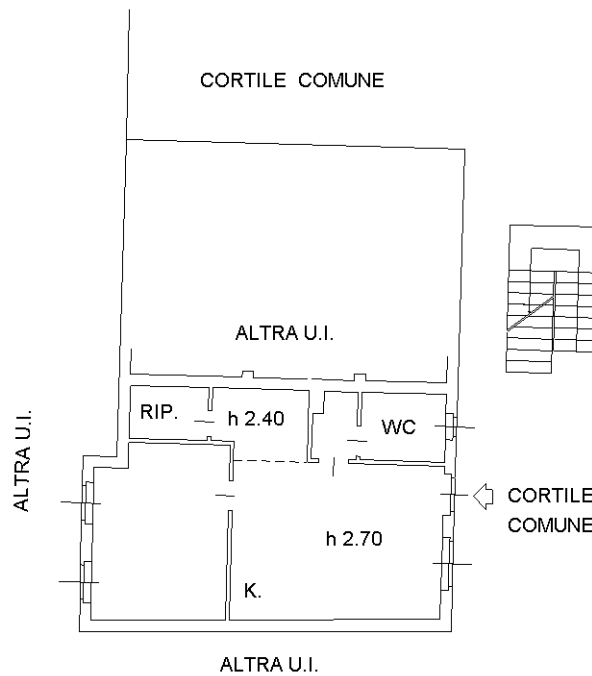 CORTILE COMUNE
ALTRA U.I.
RIP.
h 2.40
WC
ALTRA U.I.
CORTILE
COMUNE
h 2.70
K.
ALTRA U.I.